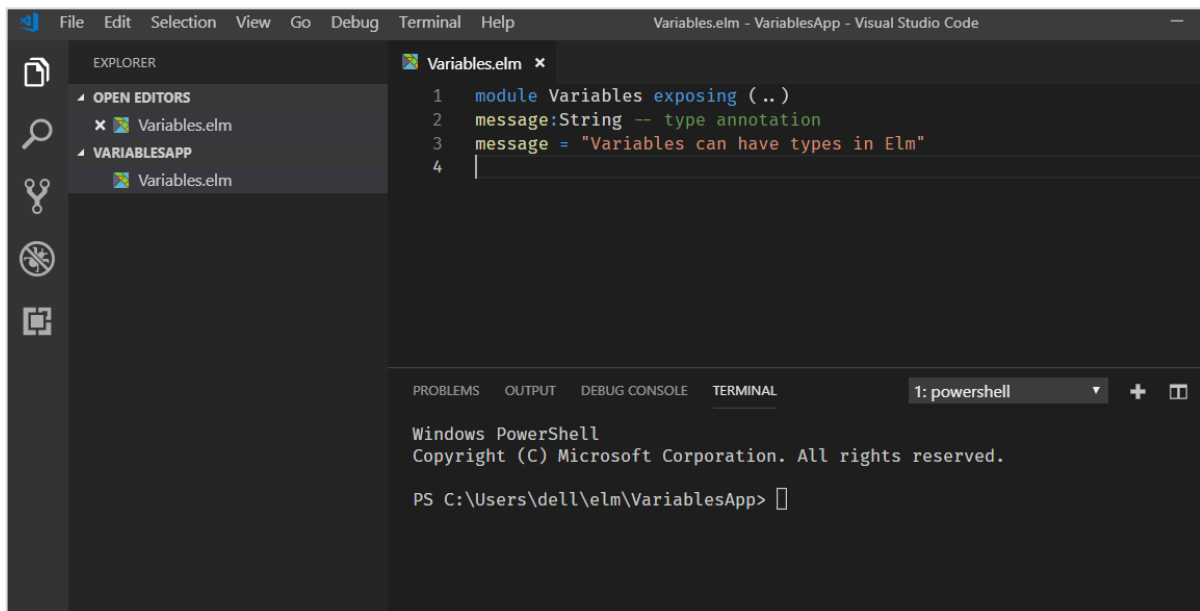 File Edit Selection View Go Debug Terminal Help Variables.elm - VariablesApp - Visual Studio Code
EXPLORER
OPEN EDITORS
Variables.elm
VARIABLESAPP
Variables.elm
Variables.elm
1 module Variables exposing (..)
2 message:String -- type annotation
3 message = "Variables can have types in Elm"
4
PROBLEMS OUTPUT DEBUG CONSOLE TERMINAL 1: powershell
Windows PowerShell
Copyright (C) Microsoft Corporation. All rights reserved.
PS C:\Users\dell\elm\VariablesApp>